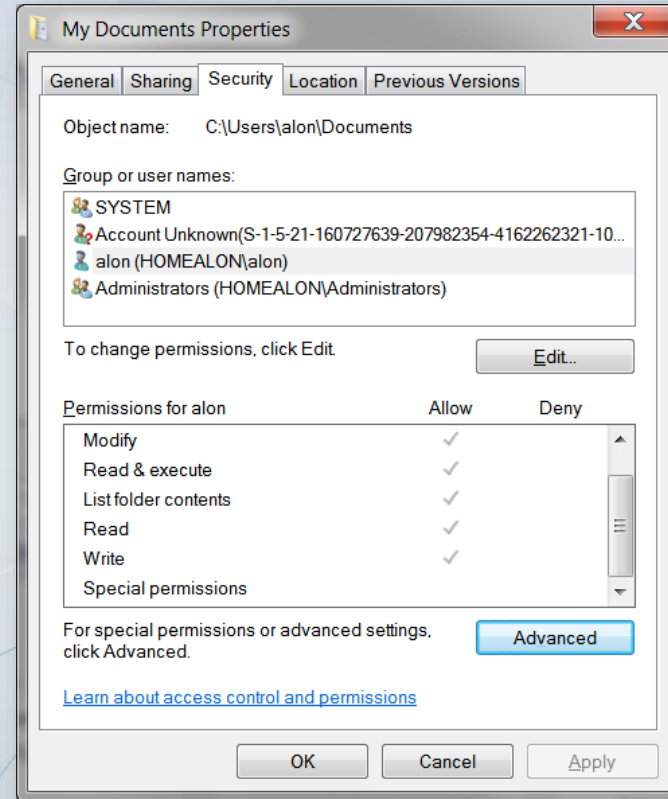 My Documents Properties
General Sharing Security Location Previous Versions
Object name: C:\Users\alon\Documents
Group or user names:
SYSTEM
Account Unknown(S-1-5-21-160727639-207982354-4162262321-10...
alon (HOMEALON\alon)
Administrators (HOMEALON\Administrators)
To change permissions, click Edit.
Edit...
Permissions for alon Allow Deny
Modify
Read & execute
List folder contents
Read
Write
Special permissions
For special permissions or advanced settings,
click Advanced.
Advanced
Learn about access control and permissions
OK Cancel Apply